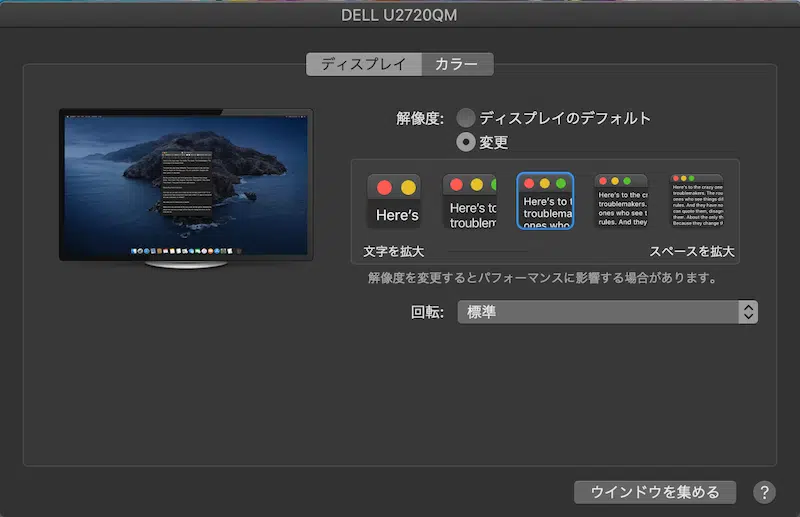 DELL U2720QM
ディスプレイ カラー
解像度: ディスプレイのデフォルト
変更
Here's
Here's to
troublem
Here's to t
troublema
ones who
Here's to the cr
troublemakers.
ones who see t
rules. And they
Here's to the crazy one
troublemakers. The rou
ones who see things dif
rules. And they have no
can quote them, disagr
them. About the only th
Because they change t
文字を拡大 スペースを拡大
解像度を変更するとパフォーマンスに影響する場合があります。
回転: 標準
ウインドウを集める ?